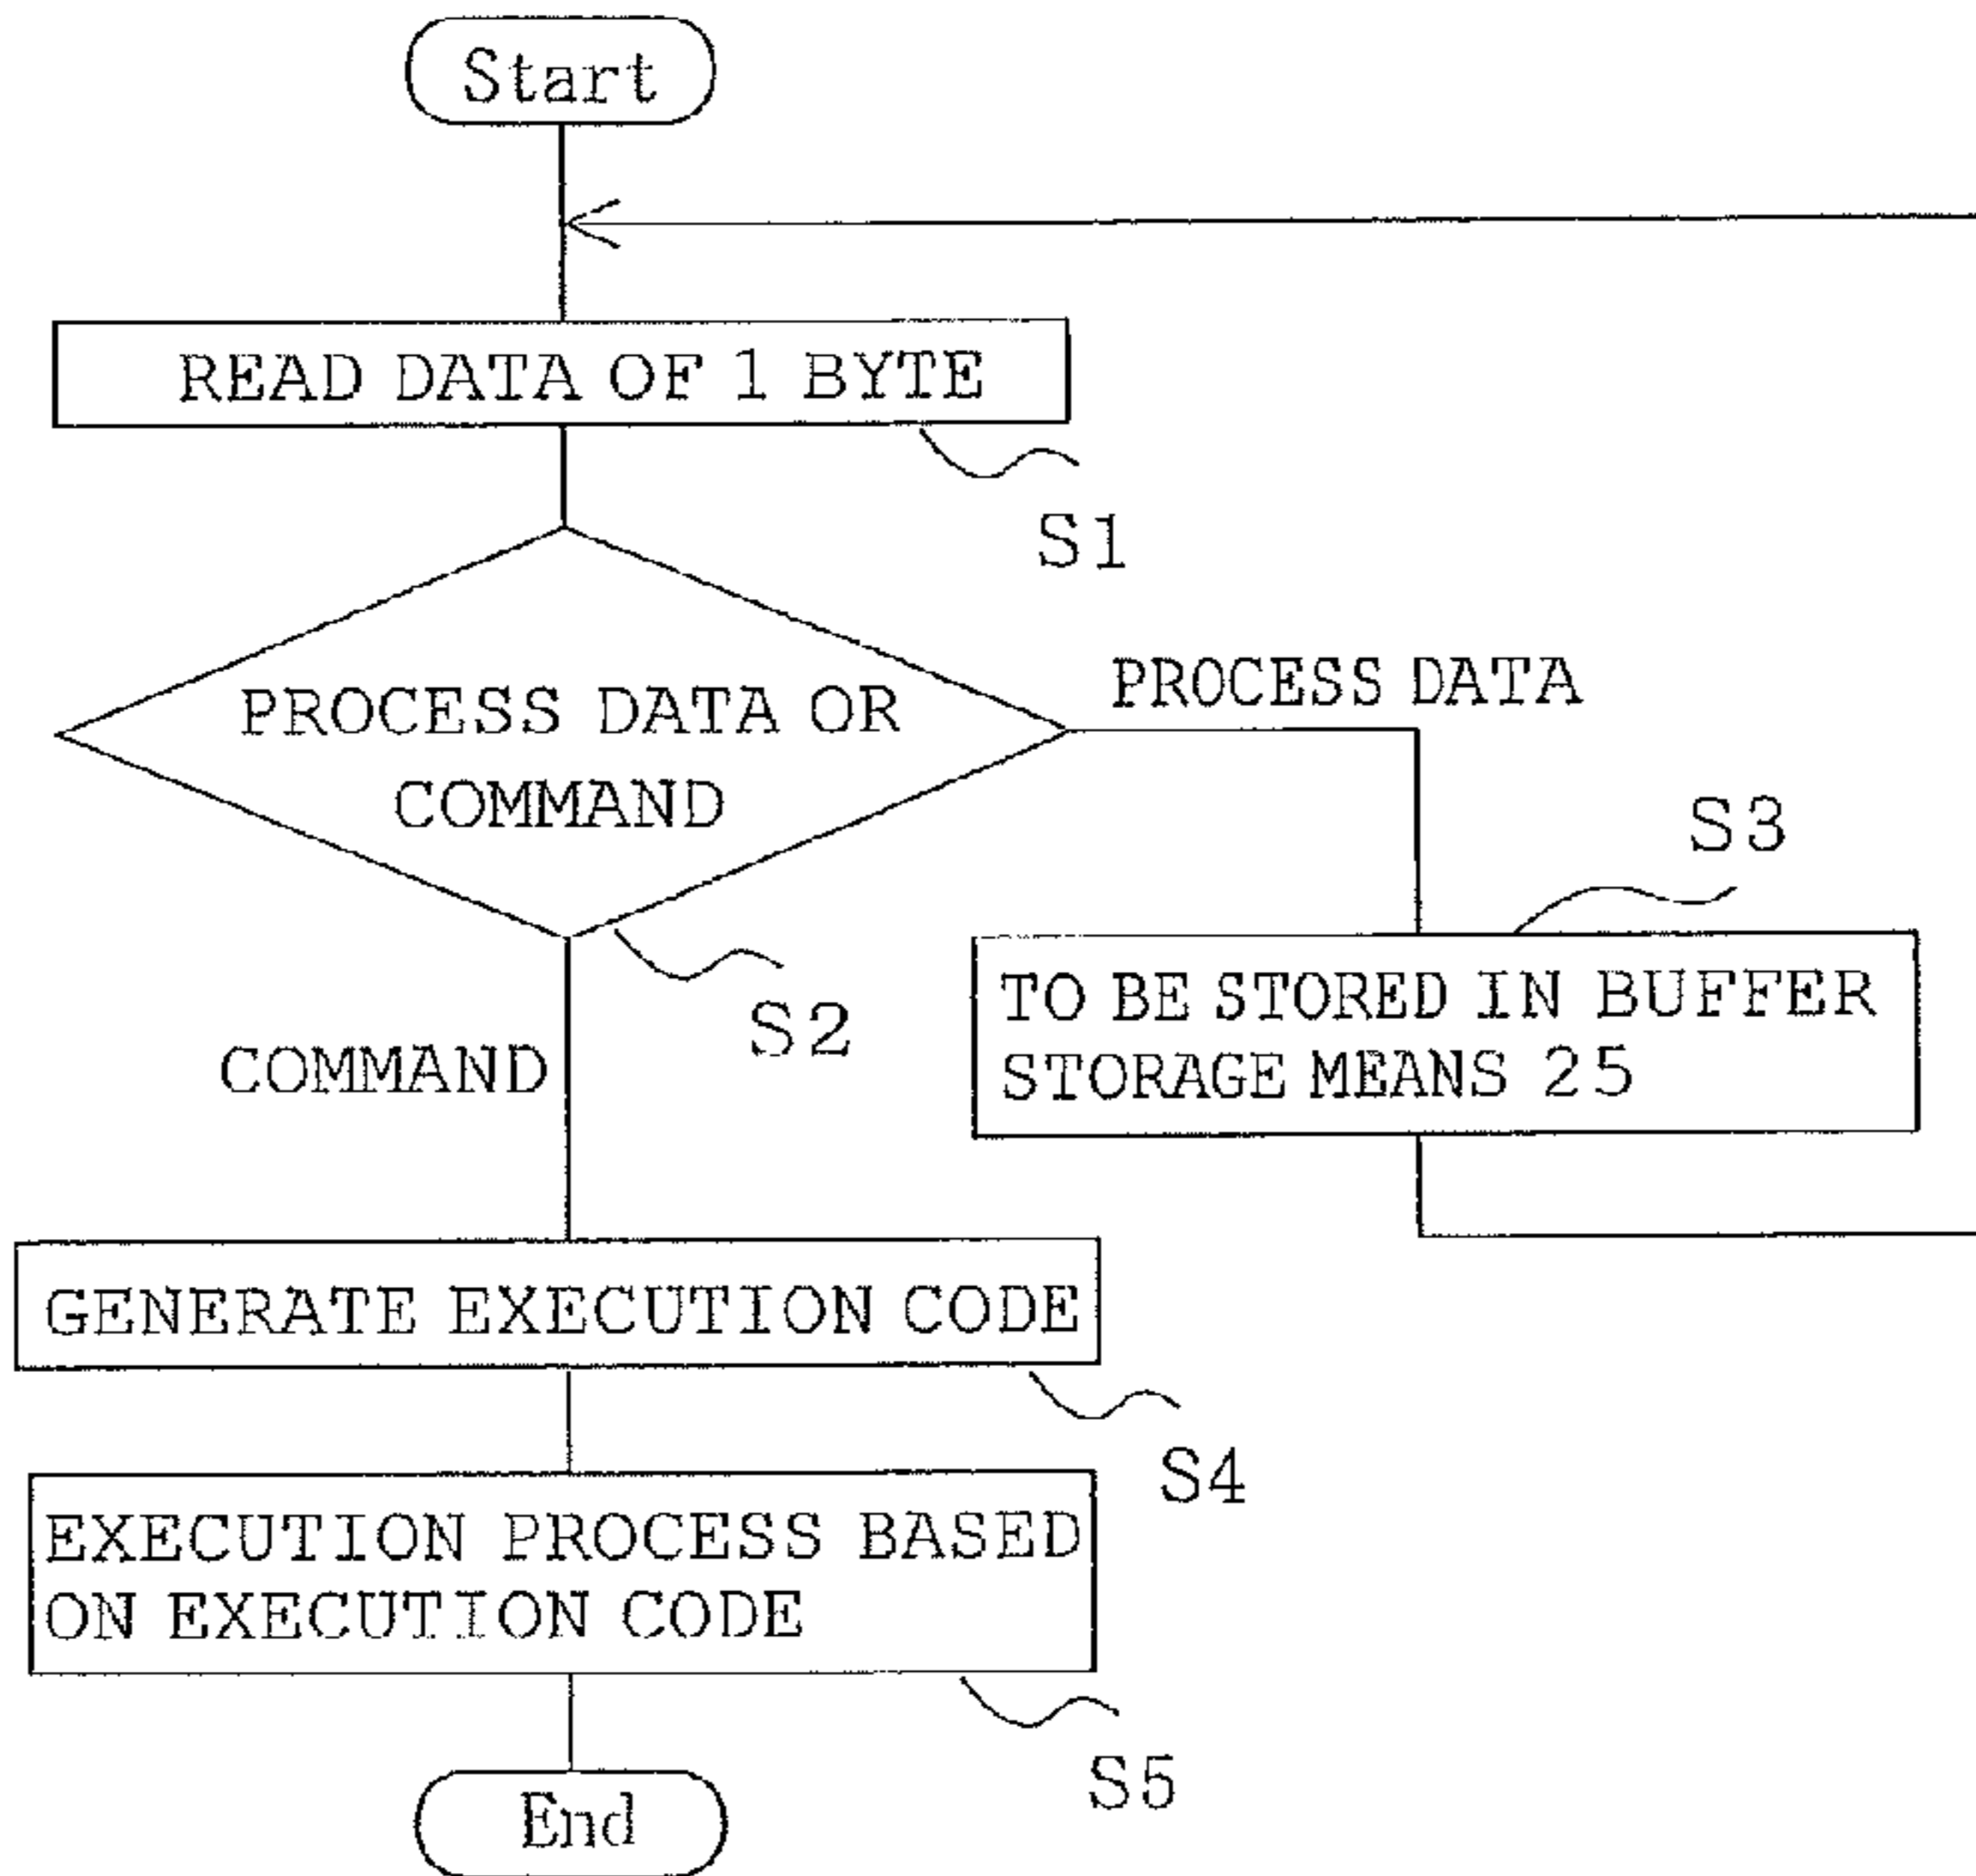 Start
READ DATA OF 1 BYTE
S1
PROCESS DATA OR
COMMAND
PROCESS DATA
S3
TO BE STORED IN BUFFER
STORAGE MEANS 25
S2
COMMAND
GENERATE EXECUTION CODE
S4
EXECUTION PROCESS BASED
ON EXECUTION CODE
S5
End